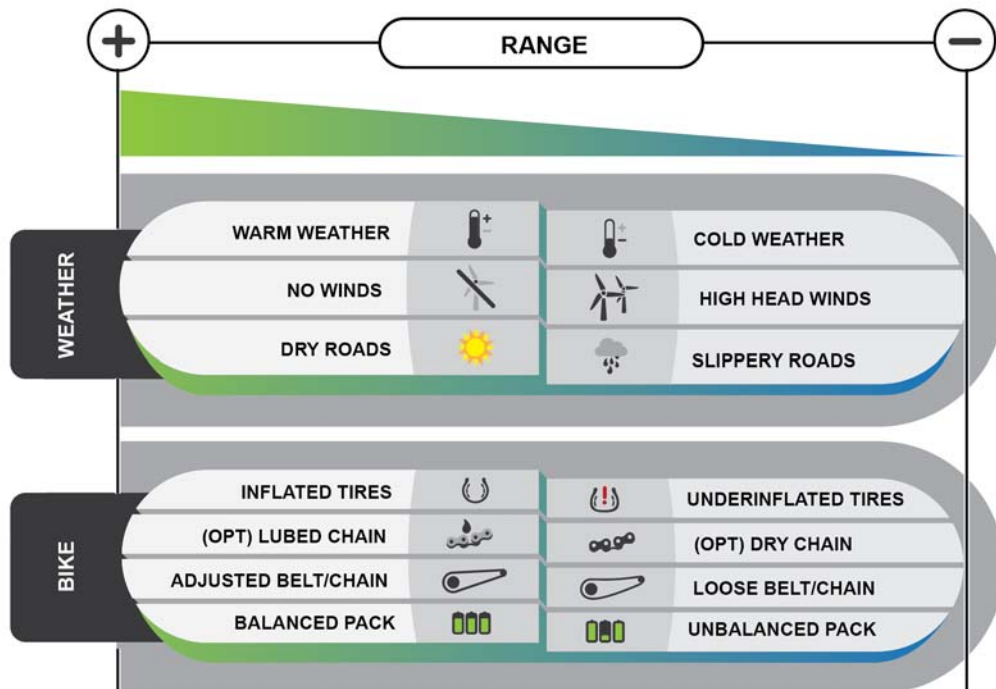 RANGE
WEATHER
WARM WEATHER
COLD WEATHER
NO WINDS
HIGH HEAD WINDS
DRY ROADS
SLIPPERY ROADS
BIKE
INFLATED TIRES
UNDERINFLATED TIRES
(OPT) LUBED CHAIN
(OPT) DRY CHAIN
ADJUSTED BELT/CHAIN
LOOSE BELT/CHAIN
BALANCED PACK
UNBALANCED PACK